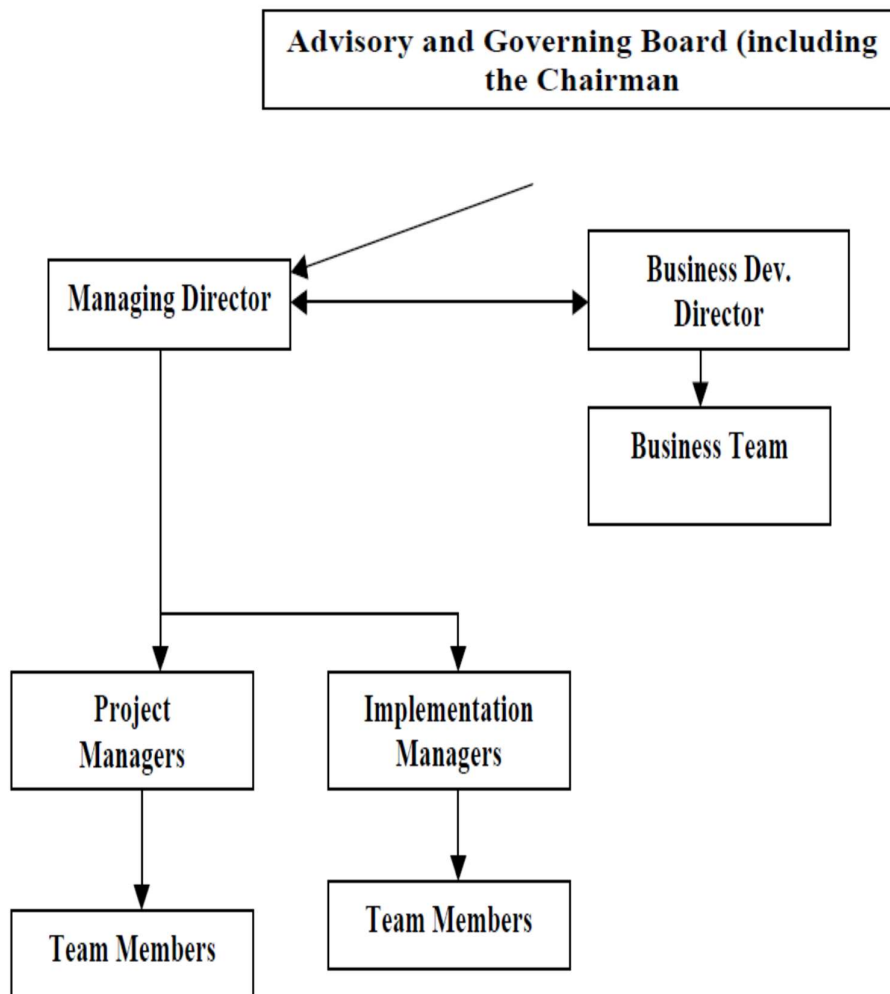 Advisory and Governing Board (including
the Chairman
Managing Director
Business Dev.
Director
Business Team
Project
Managers
Implementation
Managers
Team Members
Team Members